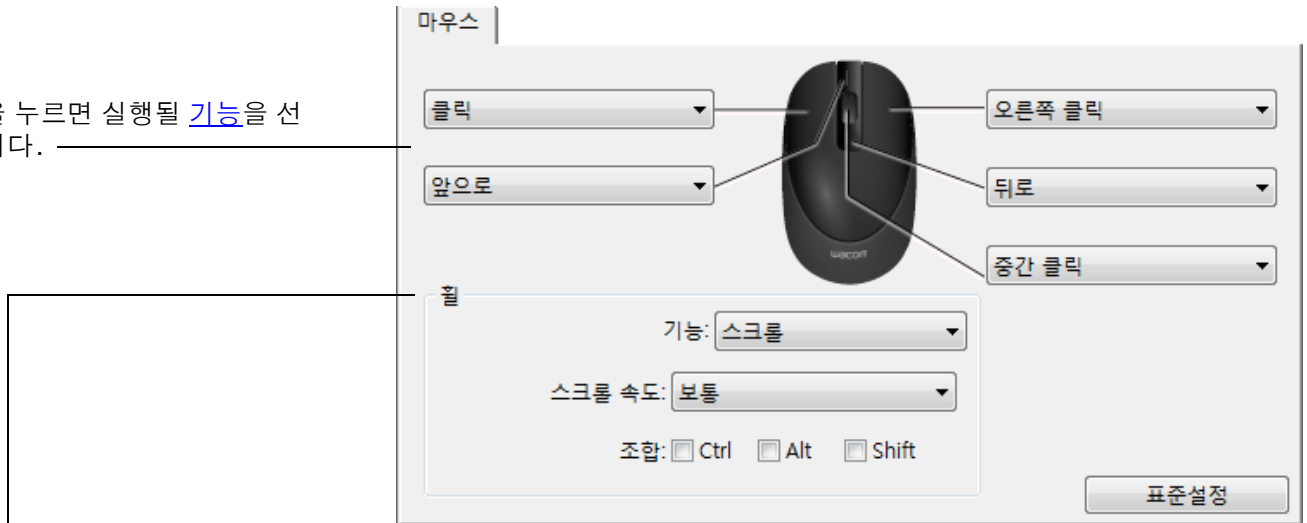 마우스
누르면 실행될 기능을 선
다.
클릭
오른쪽 클릭
앞으로
뒤로
중간 클릭
wacom
휠
기능: 스크롤
스크롤 속도: 보통
조합: Ctrl Alt Shift
표준설정